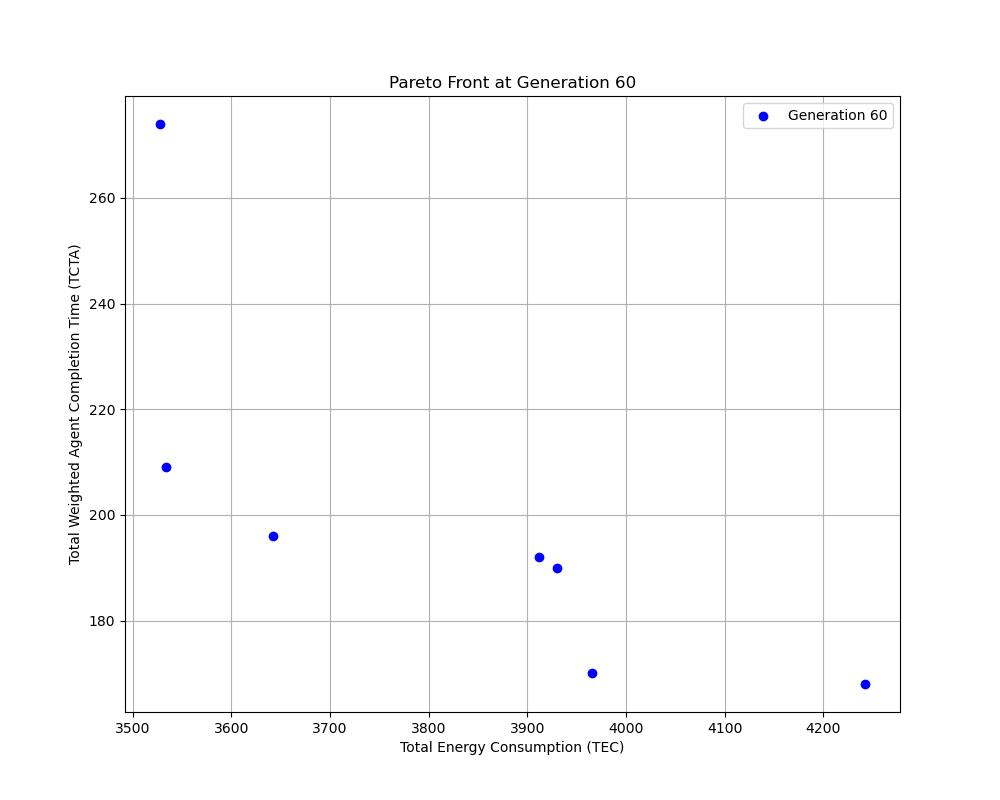 Pareto Front at Generation 60
Generation 60
Total Weighted Agent Completion Time (TCTA)
260
240
220
200
180
3500 3600 3700 3800 3900 4000 4100 4200
Total Energy Consumption (TEC)